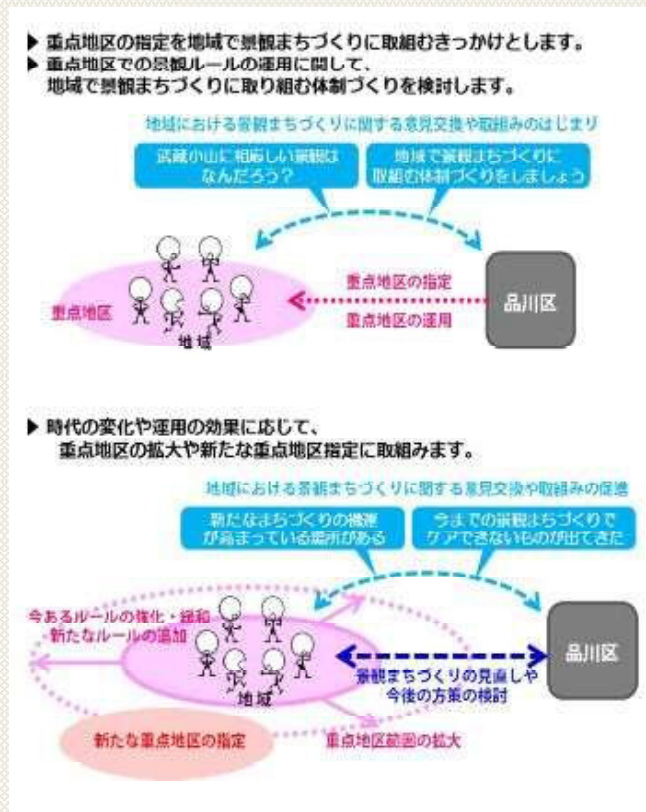 ▶ 重点地区の指定を地域で景観まちづくりに取組むきっかけとします。
▶ 重点地区での景観ルールの運用に関して、
地域で景観まちづくりに取り組む体制づくりを検討します。
地域における景観まちづくりに関する意見交換や取組みのはじまり
武蔵小山に相応しい景観は
なんだろう？
地域で景観まちづくりに
取組む体制づくりをしましょう
重点地区
地域
重点地区の指定
重点地区の運用
品川区
▶ 時代の変化や運用の効果に応じて、
重点地区の拡大や新たな重点地区指定に取組みます。
地域における景観まちづくりに関する意見交換や取組みの促進
新たなまちづくりの機運
が高まっている場所がある
今までの景観まちづくりで
ケアできないものが出てきた
今あるルールの強化・緩和
新たなルールの追加
地域
景観まちづくりの見直しや
今後の方策の検討
品川区
新たな重点地区の指定
重点地区範囲の拡大